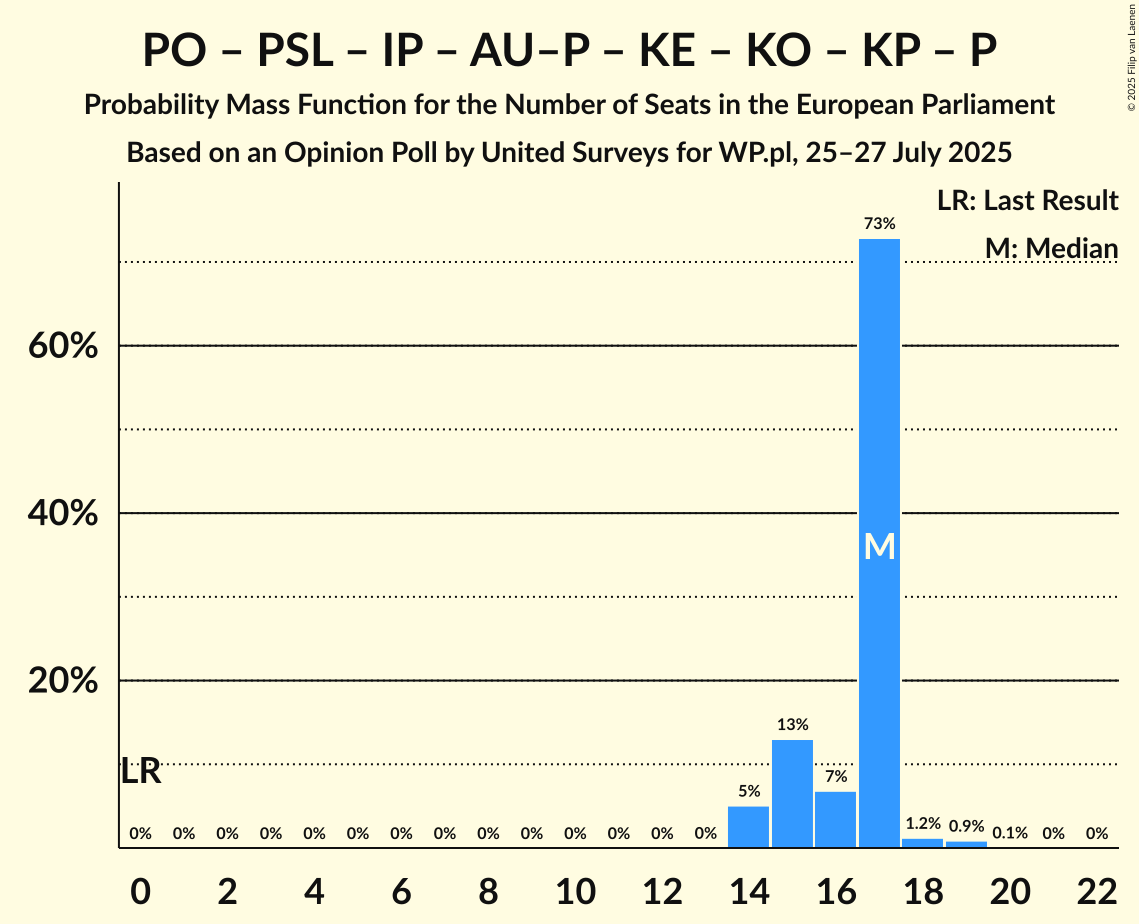 PO – PSL – IP – AU–P – KE – KO – KP – P
Probability Mass Function for the Number of Seats in the European Parliament
Based on an Opinion Poll by United Surveys for WP.pl, 25–27 July 2025
© 2025 Filip van Laenen
LR: Last Result
M: Median
73%
60%
40%
M
20%
13%
LR
7%
5%
0% 0% 0% 0% 0% 0% 0% 0% 0% 0% 0% 0% 0% 0% 1.2% 0.9% 0.1% 0% 0%
0 2 4 6 8 10 12 14 16 18 20 22